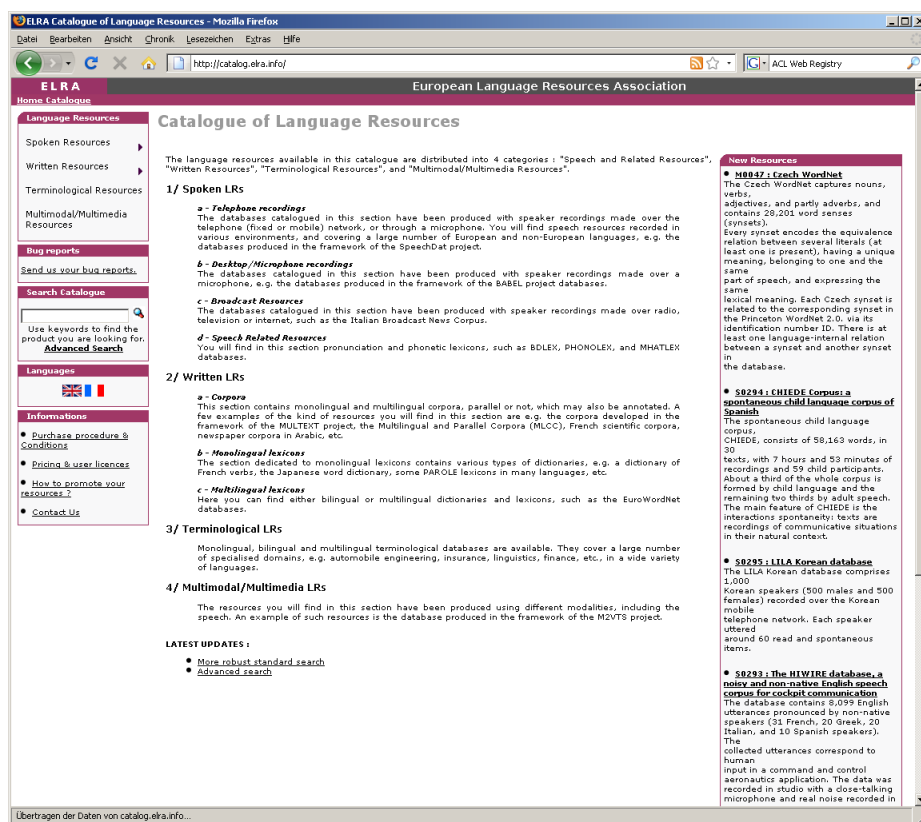 ELRA Catalogue of Language Resources - Mozilla Firefox
Datei Bearbeiten Ansicht Chronik Lesezeichen Extras Hilfe
http://catalog.elra.info/
ACL Web Registry
ELRA
European Language Resources Association
Home Catalogue
Language Resources
Spoken Resources
Written Resources
Terminological Resources
Multimodal/Multimedia
Resources
Bug reports
Send us your bug reports.
Search Catalogue
Use keywords to find the
product you are looking for.
Advanced Search
Languages
Informations
Purchase procedure &
Conditions
Pricing & user licences
How to promote your
resources ?
Contact Us
Catalogue of Language Resources
The language resources available in this catalogue are distributed into 4 categories : "Speech and Related Resources",
"Written Resources", "Terminological Resources", and "Multimodal/Multimedia Resources".
1/ Spoken LRs
a - Telephone recordings
The databases catalogued in this section have been produced with speaker recordings made over the
telephone (fixed or mobile) network, or through a microphone. You will find speech resources recorded in
various environments, and covering a large number of European and non-European languages, e.g. the
databases produced in the framework of the SpeechDat project.
b - Desktop/Microphone recordings
The databases catalogued in this section have been produced with speaker recordings made over a
microphone, e.g. the databases produced in the framework of the BABEL project databases.
c - Broadcast Resources
The databases catalogued in this section have been produced with speaker recordings made over radio,
television or internet, such as the Italian Broadcast News Corpus.
d - Speech Related Resources
You will find in this section pronunciation and phonetic lexicons, such as BDLEX, PHONOLEX, and MHATLEX
databases.
2/ Written LRs
a - Corpora
This section contains monolingual and multilingual corpora, parallel or not, which may also be annotated. A
few examples of the kind of resources you will find in this section are e.g. the corpora developed in the
framework of the MULTEXT project, the Multilingual and Parallel Corpora (MLCC), French scientific corpora,
newspaper corpora in Arabic, etc.
b - Monolingual lexicons
The section dedicated to monolingual lexicons contains various types of dictionaries, e.g. a dictionary of
French verbs, the Japanese word dictionary, some PAROLE lexicons in many languages, etc.
c - Multilingual lexicons
Here you can find either bilingual or multilingual dictionaries and lexicons, such as the EuroWordNet
databases.
3/ Terminological LRs
Monolingual, bilingual and multilingual terminological databases are available. They cover a large number
of specialised domains, e.g. automobile engineering, insurance, linguistics, finance, etc., in a wide variety
of languages.
4/ Multimodal/Multimedia LRs
The resources you will find in this section have been produced using different modalities, including the
speech. An example of such resources is the database produced in the framework of the M2VTS project.
LATEST UPDATES :
More robust standard search
Advanced search
New Resources
M0047 : Czech WordNet
The Czech WordNet captures nouns,
verbs,
adjectives, and partly adverbs, and
contains 28,201 word senses
(synsets).
Every synset encodes the equivalence
relation between several literals (at
least one is present), having a unique
meaning, belonging to one and the
same
part of speech, and expressing the
same
lexical meaning. Each Czech synset is
related to the corresponding synset in
the Princeton WordNet 2.0. via its
identification number ID. There is at
least one language-internal relation
between a synset and another synset
in
the database.
S0294 : CHIEDE Corpus: a
spontaneous child language corpus of
Spanish
The spontaneous child language
corpus,
CHIEDE, consists of 58,163 words, in
30
texts, with 7 hours and 53 minutes of
recordings and 59 child participants.
About a third of the whole corpus is
formed by child language and the
remaining two thirds by adult speech.
The main feature of CHIEDE is the
interactions spontaneity: texts are
recordings of communicative situations
in their natural context.
S0295 : LILA Korean database
The LILA Korean database comprises
1,000
Korean speakers (500 males and 500
females) recorded over the Korean
mobile
telephone network. Each speaker
uttered
around 60 read and spontaneous
items.
S0293 : The HIWIRE database, a
noisy and non-native English speech
corpus for cockpit communication
The database contains 8,099 English
utterances pronounced by non-native
speakers (31 French, 20 Greek, 20
Italian, and 10 Spanish speakers).
The
collected utterances correspond to
human
input in a command and control
aeronautics application. The data was
recorded in studio with a close-talking
microphone and real noise recorded in
Übertragen der Daten von catalog.elra.info...